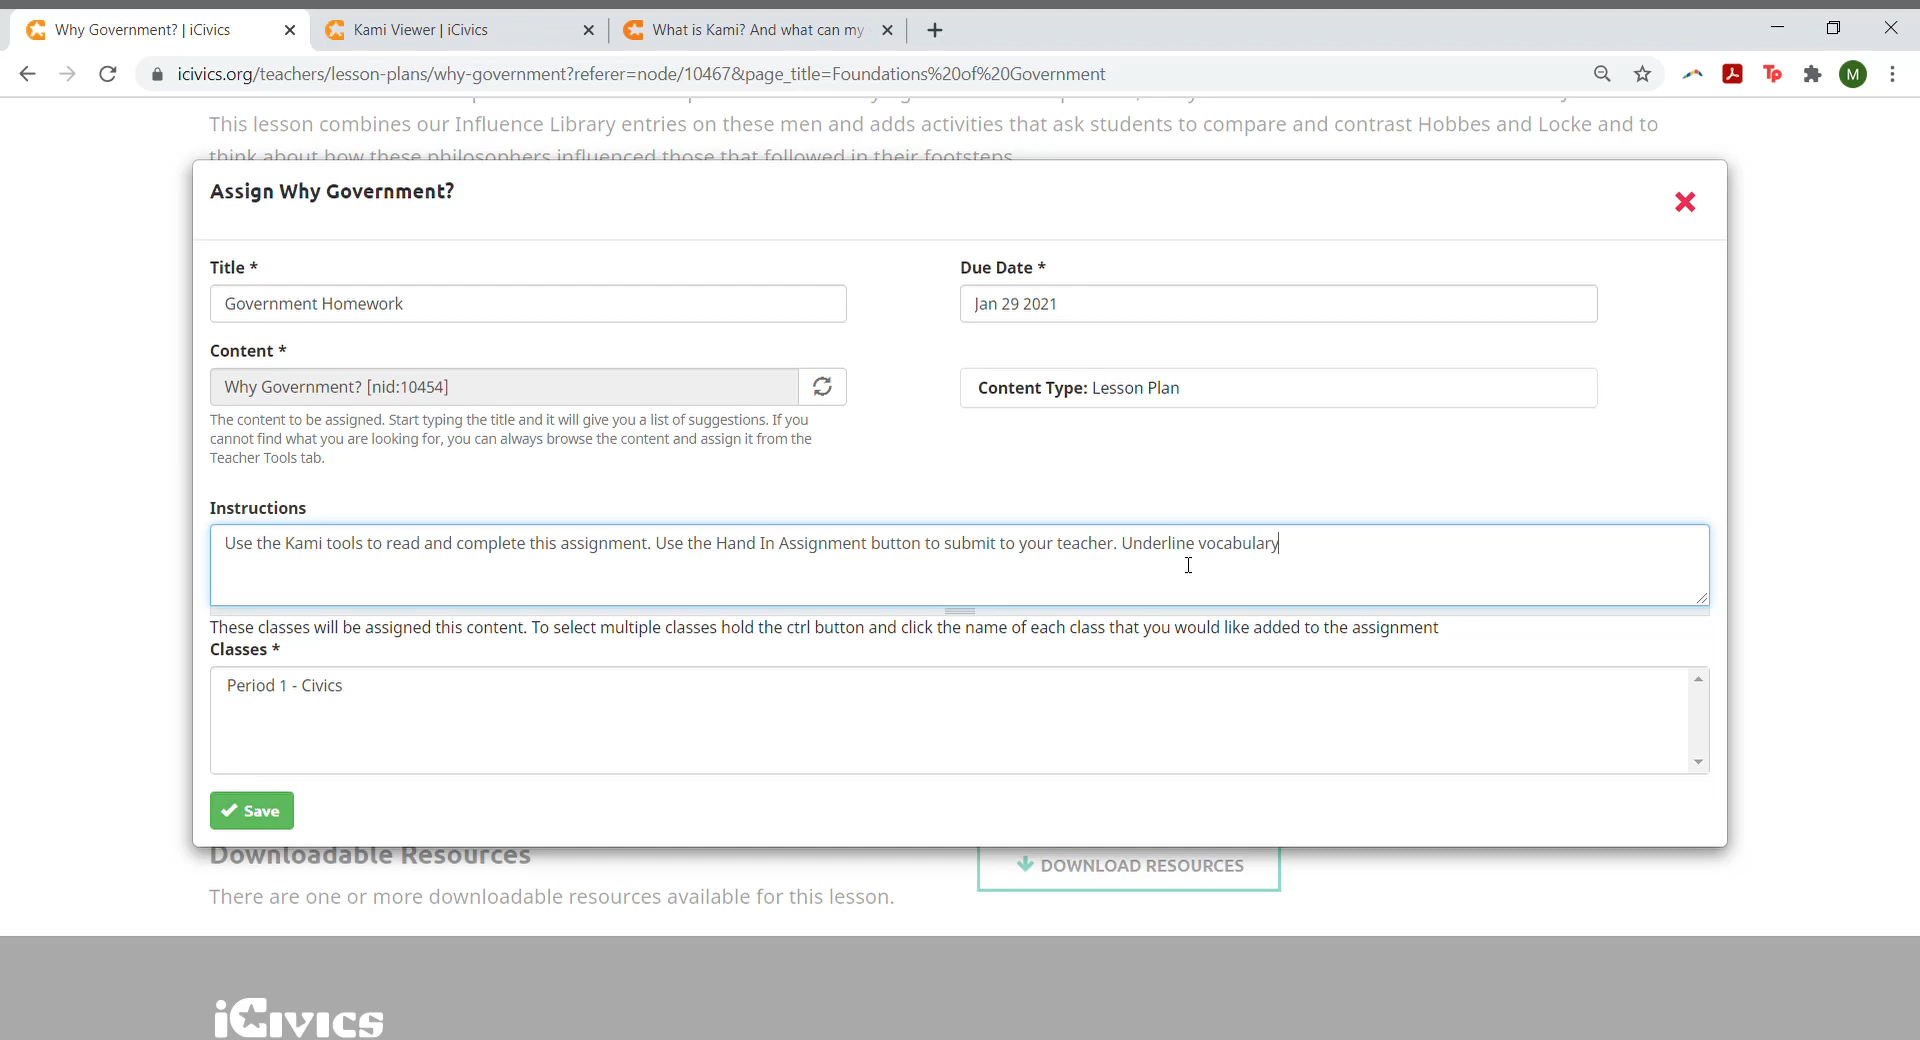 Why Government? | iCivics
Kami Viewer | iCivics
What is Kami? And what can my
icivics.org/teachers/lesson-plans/why-government?referer=node/10467&page_title=Foundations%20of%20Government
Tp
M
This lesson combines our Influence Library entries on these men and adds activities that ask students to compare and contrast Hobbes and Locke and to
think about how these philosophers influenced those that followed in their footsteps.
Assign Why Government?
Title *
Due Date *
Government Homework
Jan 29 2021
Content *
Why Government? [nid:10454]
Content Type: Lesson Plan
The content to be assigned. Start typing the title and it will give you a list of suggestions. If you
cannot find what you are looking for, you can always browse the content and assign it from the
Teacher Tools tab.
Instructions
Use the Kami tools to read and complete this assignment. Use the Hand In Assignment button to submit to your teacher. Underline vocabulary
These classes will be assigned this content. To select multiple classes hold the ctrl button and click the name of each class that you would like added to the assignment
Classes *
Period 1 - Civics
Save
Downloadable Resources
DOWNLOAD RESOURCES
There are one or more downloadable resources available for this lesson.
iCivics